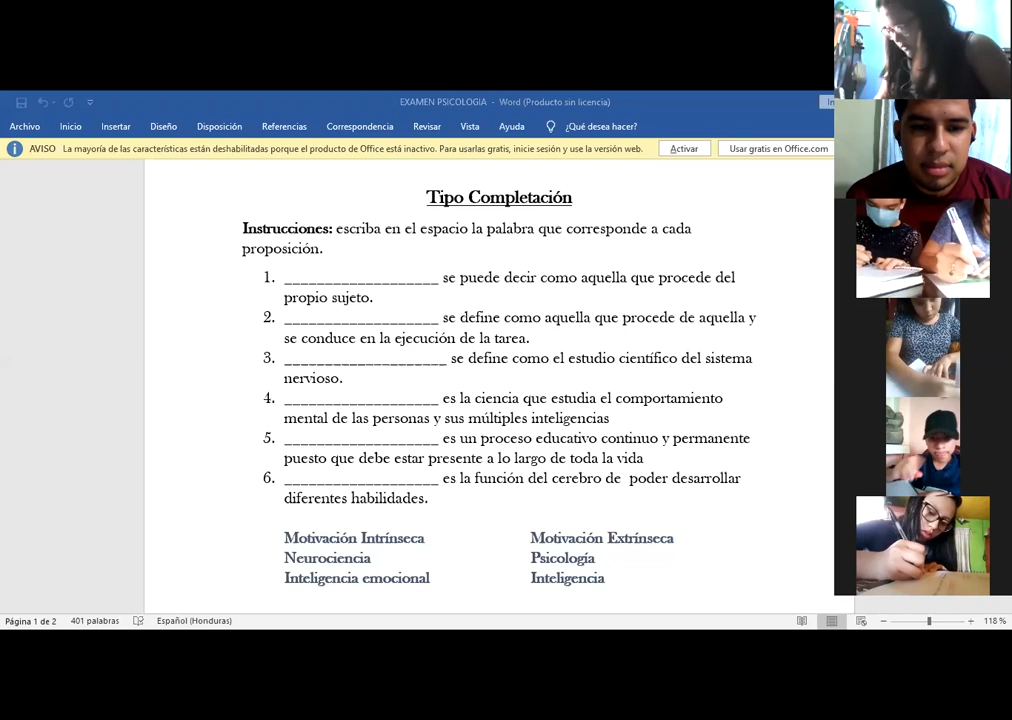 EXAMEN PSICOLOGIA - Word (Producto sin licencia)
Archivo Inicio Insertar Diseño Disposición Referencias Correspondencia Revisar Vista Ayuda ¿Qué desea hacer?
AVISO La mayoría de las características están deshabilitadas porque el producto de Office está inactivo. Para usarlas gratis, inicie sesión y use la versión web. Activar Usar gratis en Office.com
Tipo Completación
Instrucciones: escriba en el espacio la palabra que corresponde a cada
proposición.
1. ___________________ se puede decir como aquella que procede del
propio sujeto.
2. ___________________ se define como aquella que procede de aquella y
se conduce en la ejecución de la tarea.
3. ____________________ se define como el estudio científico del sistema
nervioso.
4. ___________________ es la ciencia que estudia el comportamiento
mental de las personas y sus múltiples inteligencias
5. ___________________ es un proceso educativo continuo y permanente
puesto que debe estar presente a lo largo de toda la vida
6. ___________________ es la función del cerebro de poder desarrollar
diferentes habilidades.
Motivación Intrínseca Motivación Extrínseca
Neurociencia Psicología
Inteligencia emocional Inteligencia
Página 1 de 2 401 palabras Español (Honduras) 118 %